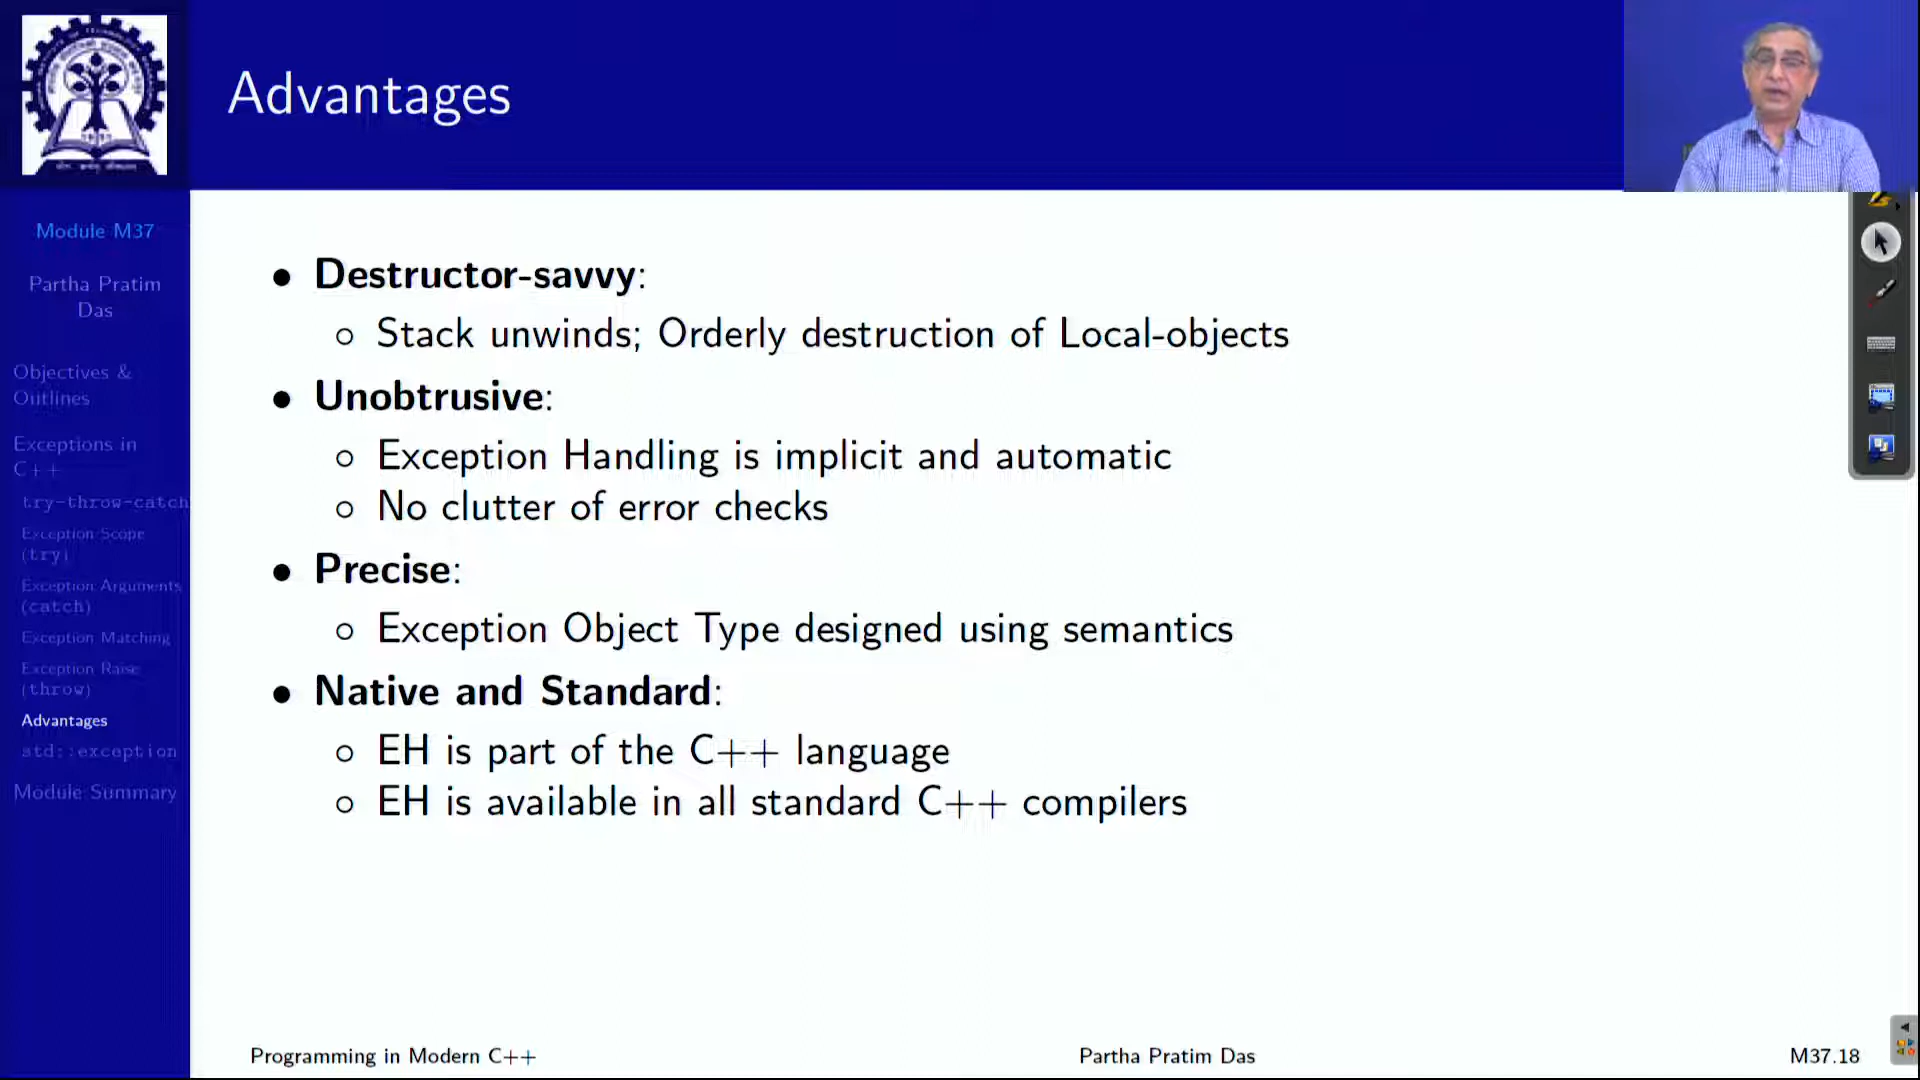 Advantages
Module M37
Partha Pratim
Das
Objectives &
Outlines
Exceptions in
C++
try-throw-catch
Exception Scope
(try)
Exception Arguments
(catch)
Exception Matching
Exception Raise
(throw)
Advantages
std::exception
Module Summary
• Destructor-savvy:
◦ Stack unwinds; Orderly destruction of Local-objects
• Unobtrusive:
◦ Exception Handling is implicit and automatic
◦ No clutter of error checks
• Precise:
◦ Exception Object Type designed using semantics
• Native and Standard:
◦ EH is part of the C++ language
◦ EH is available in all standard C++ compilers
Programming in Modern C++
Partha Pratim Das
M37.18